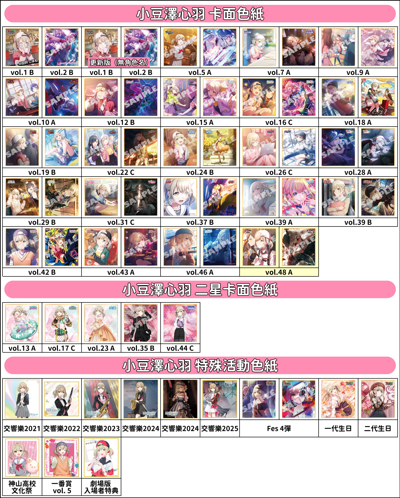 小豆澤心羽 卡面色紙
更新版（無角色名）
vol.1 B vol.2 B vol.1 B vol.2 B vol.5 A vol.7 A vol.9 A
vol.10 A vol.12 B vol.15 A vol.16 C vol.18 A
vol.19 B vol.22 C vol.24 B vol.26 C vol.28 A
vol.29 B vol.31 C vol.37 B vol.39 A vol.39 B
vol.42 B vol.43 A vol.46 A vol.48 A
小豆澤心羽 二星卡面色紙
vol.13 A vol.17 C vol.23 A vol.35 B vol.44 C
小豆澤心羽 特殊活動色紙
交響樂2021 交響樂2022 交響樂2023 交響樂2024 交響樂2024 交響樂2025 Fes 4彈 一代生日 二代生日
神山高校 一番賞 劇場版
文化祭 vol. 5 入場者特典